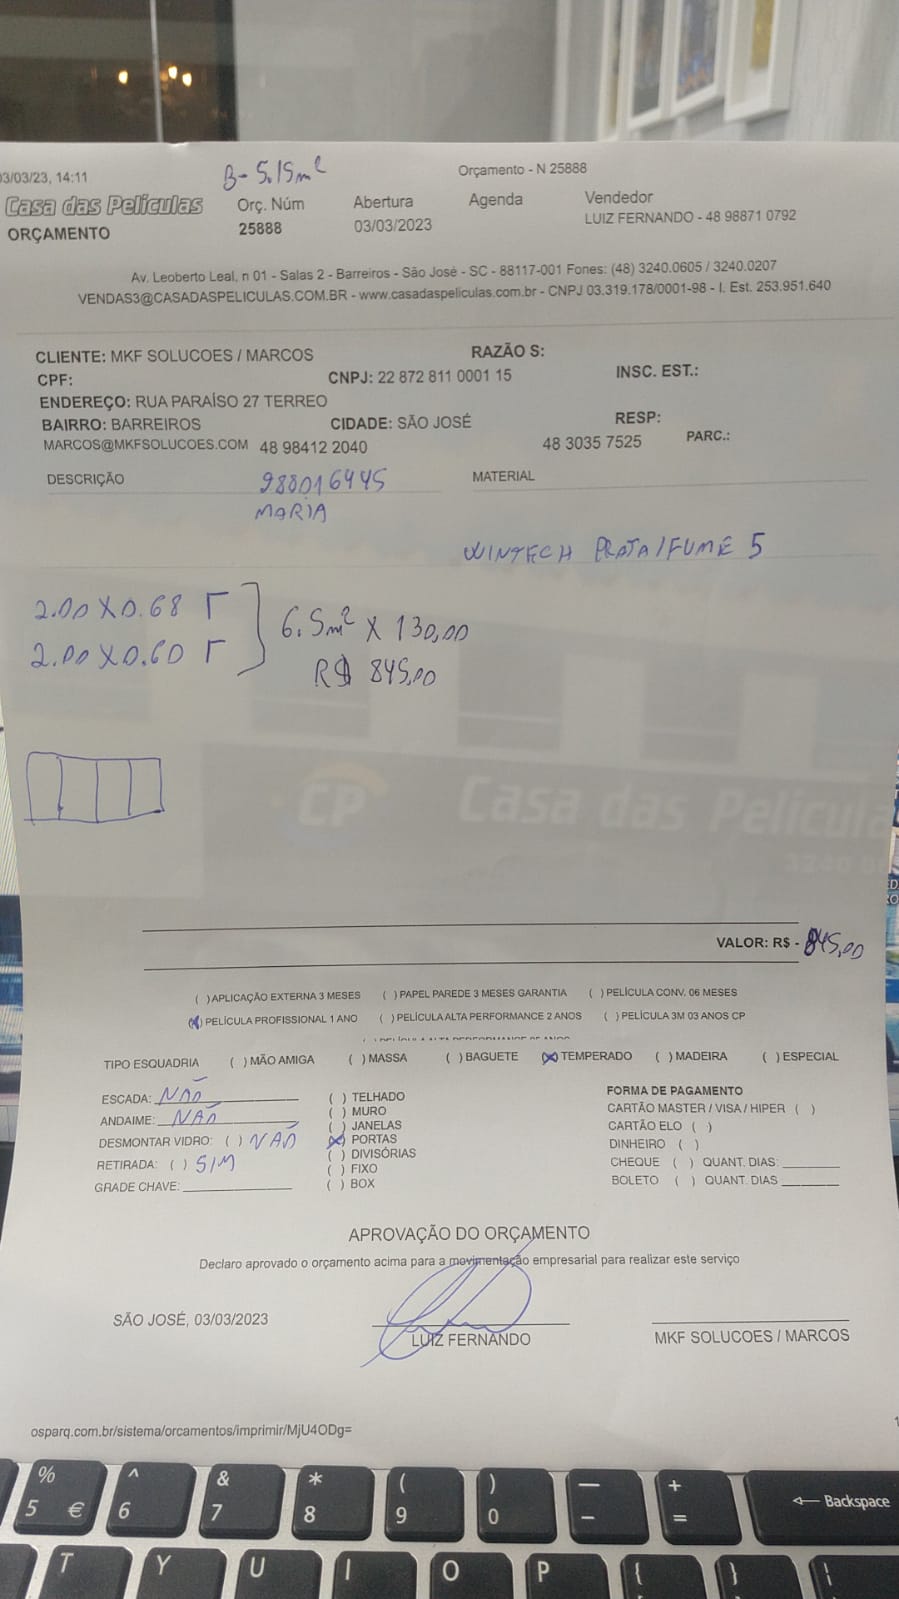 03/03/23, 14:11
B- 5.15m²
Orçamento - N 25888
Casa das Películas
Orç. Núm
Abertura
Agenda
Vendedor
ORÇAMENTO
25888
03/03/2023
LUIZ FERNANDO - 48 98871 0792
Av. Leoberto Leal, n 01 - Salas 2 - Barreiros - São José - SC - 88117-001 Fones: (48) 3240.0605 / 3240.0207
VENDAS3@CASADASPELICULAS.COM.BR - www.casadaspeliculas.com.br - CNPJ 03.319.178/0001-98 - I. Est. 253.951.640
CLIENTE: MKF SOLUCOES / MARCOS
RAZÃO S:
CPF:
CNPJ: 22 872 811 0001 15
INSC. EST.:
ENDEREÇO: RUA PARAÍSO 27 TERREO
BAIRRO: BARREIROS
CIDADE: SÃO JOSÉ
RESP:
MARCOS@MKFSOLUCOES.COM
48 98412 2040
48 3035 7525
PARC.:
DESCRIÇÃO
988016445
MATERIAL
MARIA
WINTECH PRATA/FUME 5
2.00 X 0.68 Γ
6.5m² X 130,00
2.00 X 0.60 Γ
R$ 845,00
CP Casa das Pelicula
3240
VALOR: R$ - 845,00
( )APLICAÇÃO EXTERNA 3 MESES ( )PAPEL PAREDE 3 MESES GARANTIA ( )PELÍCULA CONV. 06 MESES
(X) PELÍCULA PROFISSIONAL 1 ANO ( )PELÍCULA ALTA PERFORMANCE 2 ANOS ( )PELÍCULA 3M 03 ANOS CP
TIPO ESQUADRIA ( )MÃO AMIGA ( )MASSA ( )BAGUETE (X)TEMPERADO ( )MADEIRA ( )ESPECIAL
ESCADA: NÃO
( ) TELHADO
FORMA DE PAGAMENTO
ANDAIME: NÃO
( ) MURO
CARTÃO MASTER / VISA / HIPER ( )
( ) JANELAS
CARTÃO ELO ( )
DESMONTAR VIDRO: ( ) NÃO
(X) PORTAS
DINHEIRO ( )
( ) DIVISÓRIAS
RETIRADA: ( ) SIM
( ) FIXO
CHEQUE ( ) QUANT. DIAS:
GRADE CHAVE:
( ) BOX
BOLETO ( ) QUANT. DIAS
APROVAÇÃO DO ORÇAMENTO
Declaro aprovado o orçamento acima para a movimentação empresarial para realizar este serviço
SÃO JOSÉ, 03/03/2023
LUIZ FERNANDO
MKF SOLUCOES / MARCOS
osparq.com.br/sistema/orcamentos/imprimir/MjU4ODg=
% 5 € ^ 6 & 7 * 8 ( 9 ) 0 — - + = ← Backspace
T Y U I O P { [ } ]